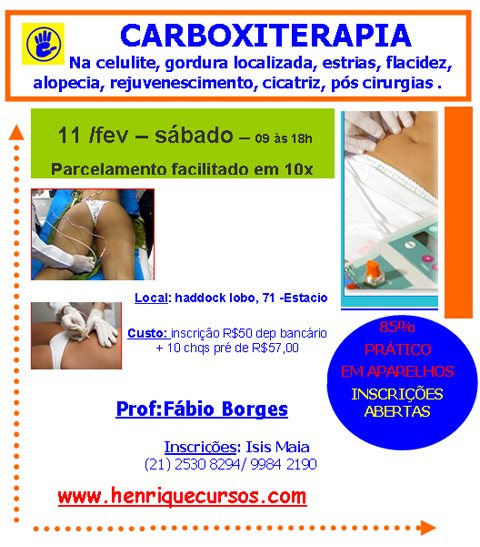 CARBOXITERAPIA
Na celulite, gordura localizada, estrias, flacidez,
alopecia, rejuvenescimento, cicatriz, pós cirurgias .
11 /fev – sábado – 09 às 18h
Parcelamento facilitado em 10x
Local: haddock lobo, 71 -Estacio
Custo: inscrição R$50 dep bancário
+ 10 chqs pré de R$57,00
85%
PRÁTICO
EM APARELHOS
INSCRIÇÕES
ABERTAS
Prof:Fábio Borges
Inscrições: Isis Maia
(21) 2530 8294/ 9984 2190
www.henriquecursos.com